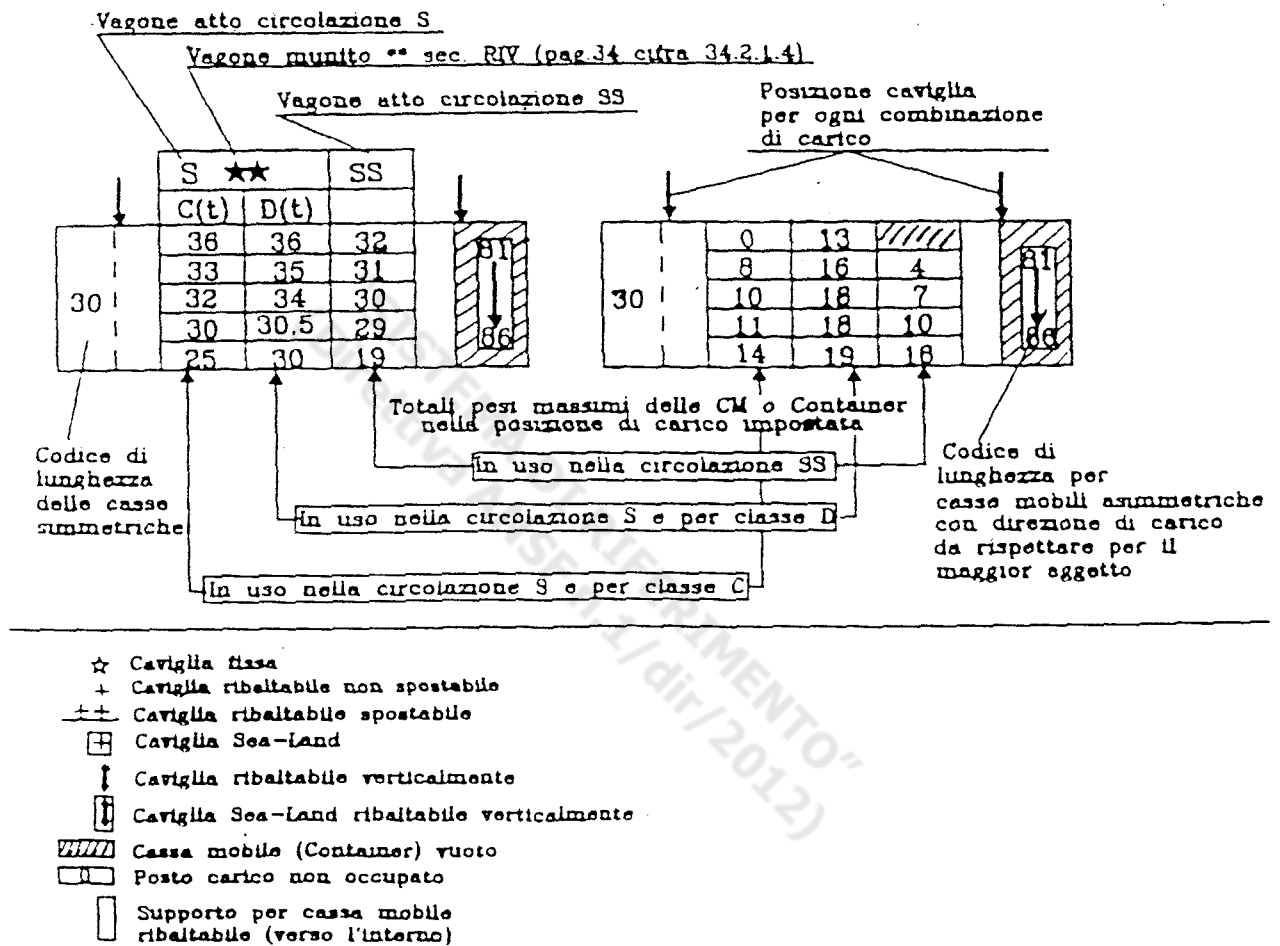 Vagone atto circolazione S
Vagone munito ** sec. RIV (pag.34 cifra 34.2.1.4)
Vagone atto circolazione SS
Posizione caviglia
per ogni combinazione
di carico
S ★★ SS
C(t) D(t)
36 36 32
33 35 31
32 34 30
30 30,5 29
25 30 19
30
81
86
0 13
8 16 4
10 18 7
11 18 10
14 19 18
30
81
86
Totali pesi massimi delle CM o Container
nella posizione di carico impostata
In uso nella circolazione SS
In uso nella circolazione S e per classe D
In uso nella circolazione S e per classe C
Codice di
lunghezza
delle casse
simmetriche
Codice di
lunghezza per
casse mobili asimmetriche
con direzione di carico
da rispettare per il
maggior aggetto
☆ Caviglia fissa
+ Caviglia ribaltabile non spostabile
++ Caviglia ribaltabile spostabile
+ Caviglia Sea-Land
Caviglia ribaltabile verticalmente
Caviglia Sea-Land ribaltabile verticalmente
Cassa mobile (Container) vuoto
Posto carico non occupato
Supporto per cassa mobile
ribaltabile (verso l'interno)
SISTEMA DI RIFERIMENTO"
n.1/dir/2012)